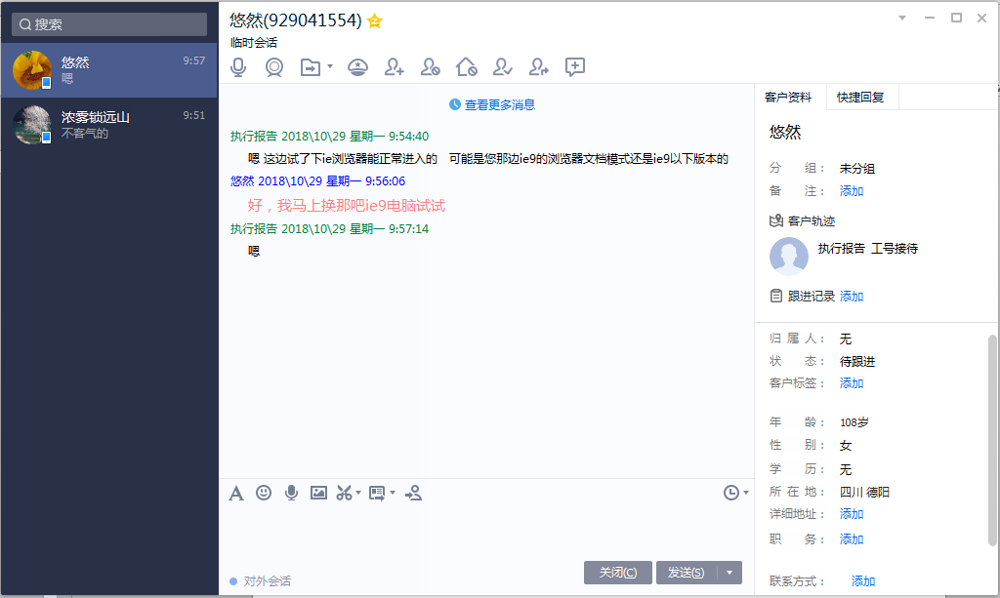 搜索
悠然 9:57
嗯
浓雾锁远山 9:51
不客气的
悠然(929041554)
临时会话
查看更多消息
执行报告 2018\10\29 星期一 9:54:40
嗯 这边试了下ie浏览器能正常进入的 可能是您那边ie9的浏览器文档模式还是ie9以下版本的
悠然 2018\10\29 星期一 9:56:06
好，我马上换那吧ie9电脑试试
执行报告 2018\10\29 星期一 9:57:14
嗯
对外会话
关闭(C) 发送(S)
客户资料 快捷回复
悠然
分 组： 未分组
备 注： 添加
客户轨迹
执行报告 工号接待
跟进记录 添加
归 属 人： 无
状 态： 待跟进
客户标签： 添加
年 龄： 108岁
性 别： 女
学 历： 无
所 在 地： 四川 德阳
详细地址： 添加
职 务： 添加
联系方式： 添加